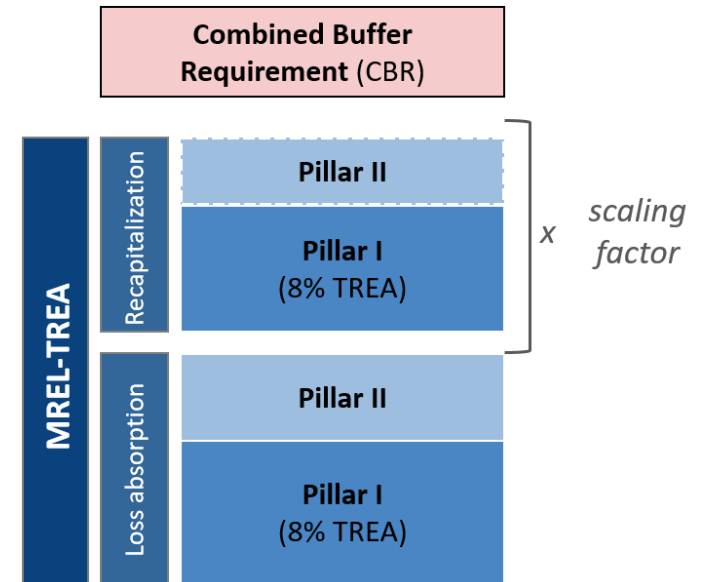 Combined Buffer
Requirement (CBR)
MREL-TREA
Recapitalization
Pillar II
Pillar I
(8% TREA)
x
scaling
factor
Loss absorption
Pillar II
Pillar I
(8% TREA)